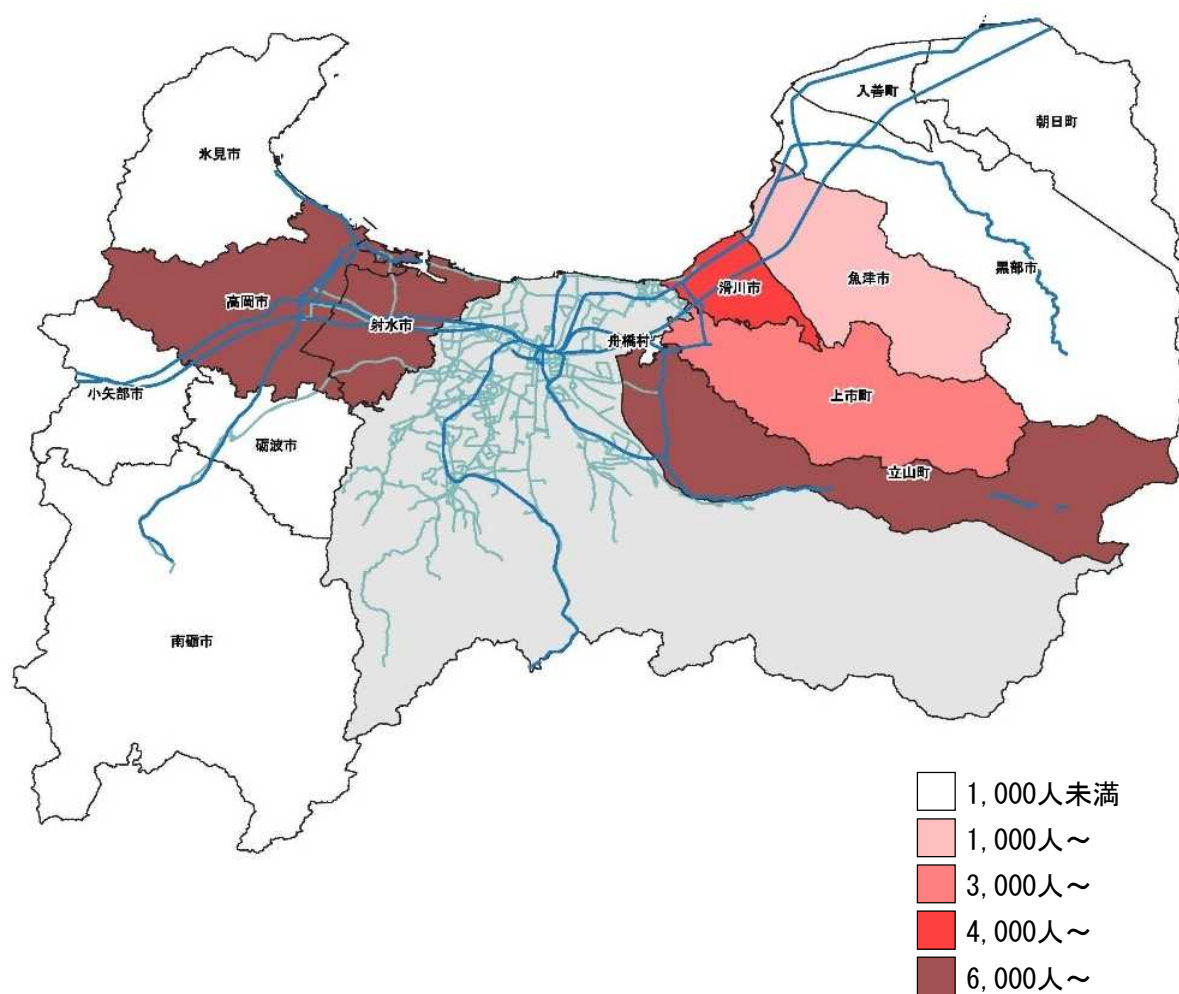 入善町
朝日町
氷見市
黒部市
魚津市
滑川市
高岡市
射水市
舟橋村
小矢部市
上市町
砺波市
立山町
南砺市
1,000人未満
1,000人～
3,000人～
4,000人～
6,000人～